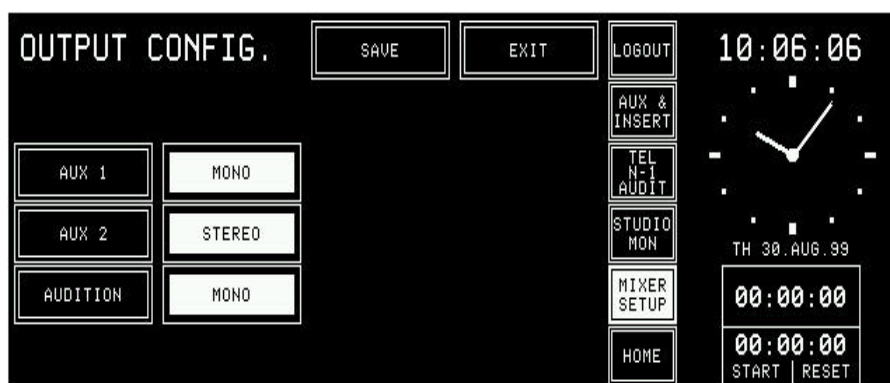 OUTPUT CONFIG.
SAVE
EXIT
LOGOUT
10:06:06
AUX &
INSERT
AUX 1
MONO
TEL
N-1
AUDIT
AUX 2
STEREO
STUDIO
MON
TH 30.AUG.99
AUDITION
MONO
MIXER
SETUP
00:00:00
HOME
00:00:00
START | RESET